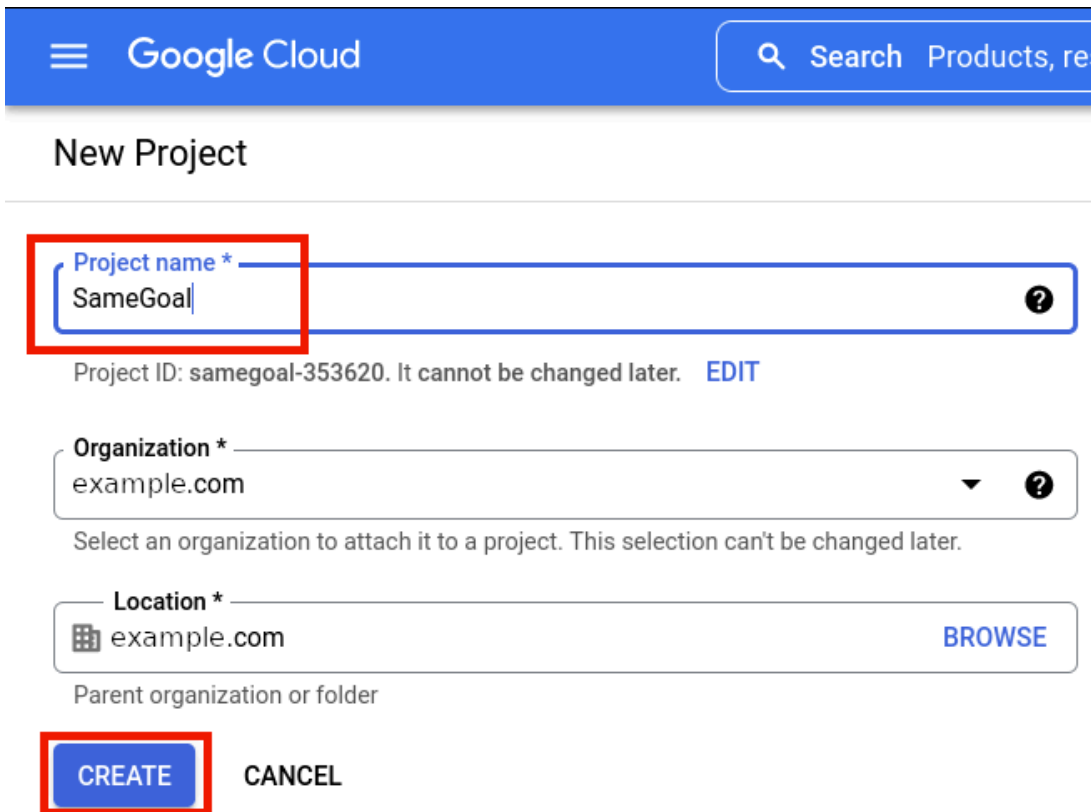 Google Cloud
Search Products, re
New Project
Project name *
SameGoal
Project ID: samegoal-353620. It cannot be changed later. EDIT
Organization *
example.com
Select an organization to attach it to a project. This selection can't be changed later.
Location *
example.com BROWSE
Parent organization or folder
CREATE CANCEL